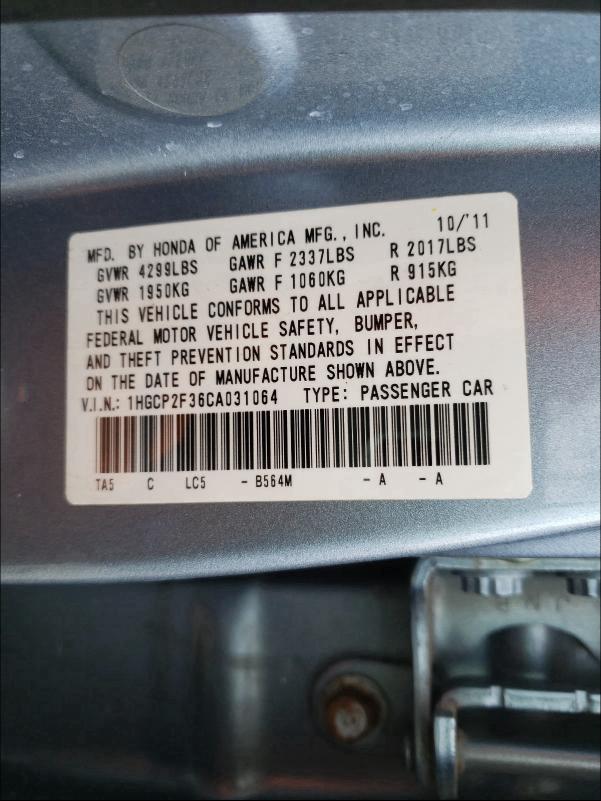 MFD. BY HONDA OF AMERICA MFG., INC. 10/'11
GVWR 4299LBS GAWR F 2337LBS R 2017LBS
GVWR 1950KG GAWR F 1060KG R 915KG
THIS VEHICLE CONFORMS TO ALL APPLICABLE
FEDERAL MOTOR VEHICLE SAFETY, BUMPER,
AND THEFT PREVENTION STANDARDS IN EFFECT
ON THE DATE OF MANUFACTURE SHOWN ABOVE.
V.I.N.: 1HGCP2F36CA031064 TYPE: PASSENGER CAR
TA5 C LC5 - B564M - A - A